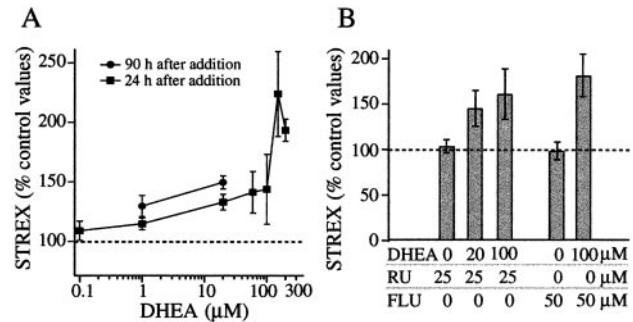 A
STREX (% control values)
250
200
150
100
90 h after addition
24 h after addition
0.1
1
10
100
300
DHEA (µM)
B
STREX (% control values)
200
150
100
50
0
DHEA 0 20 100 0 100 µM
RU 25 25 25 0 0 µM
FLU 0 0 0 50 50 µM